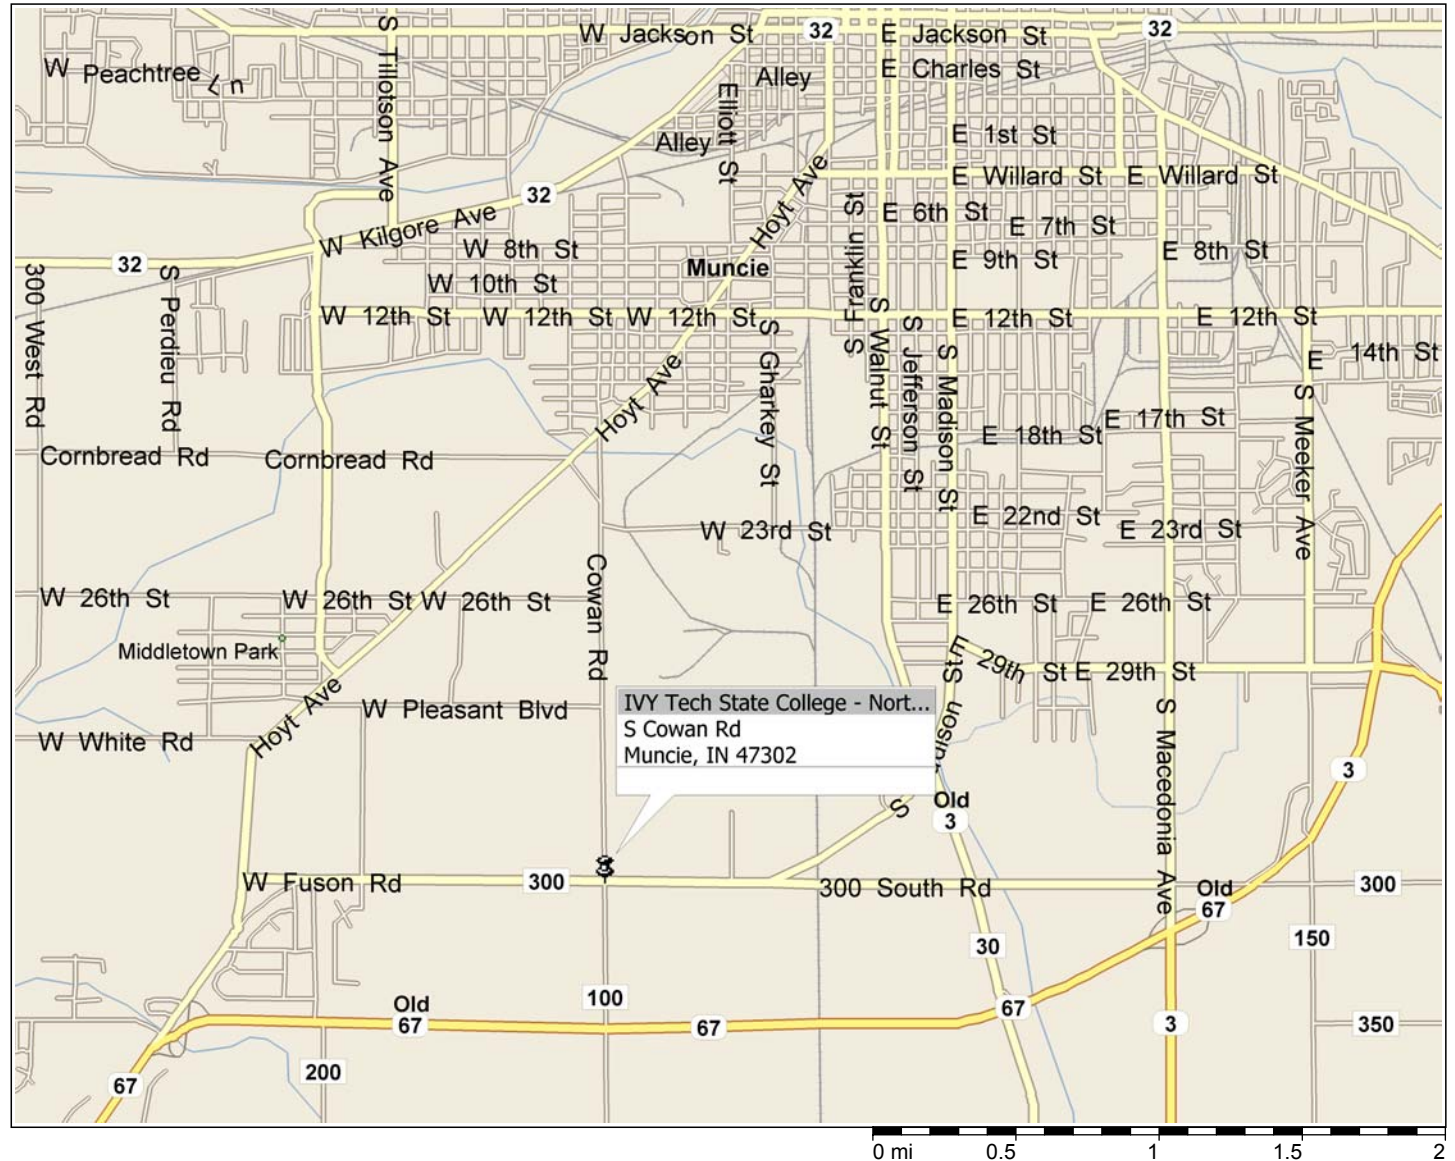 W Jackson St
32
E Jackson St
32
S Tillotson Ave
W Peachtree Ln
Alley
E Charles St
Elliott St
Alley
E 1st St
32
Hoyt Ave
E Willard St
E Willard St
S Franklin St
E 6th St
E 7th St
W Kilgore Ave
W 8th St
E 8th St
32
Muncie
E 9th St
300 West Rd
S Perdieu Rd
W 10th St
W 12th St
W 12th St
W 12th St
E 12th St
E 12th St
S Gharkey St
S Walnut St
S Jefferson St
S Madison St
E 14th St
Hoyt Ave
S Meeker Ave
E 17th St
E 18th St
Cornbread Rd
Cornbread Rd
E 22nd St
W 23rd St
E 23rd St
Cowan Rd
W 26th St
W 26th St
W 26th St
E 26th St
E 26th St
Middletown Park
E 29th St
E 29th St
Hoyt Ave
W Pleasant Blvd
IVY Tech State College - Nort...
S Cowan Rd
Muncie, IN 47302
S Macedonia Ave
W White Rd
3
Old
3
S
W Fuson Rd
300
300 South Rd
Old
67
300
30
150
100
Old
67
67
67
3
350
200
67
0 mi 0.5 1 1.5 2